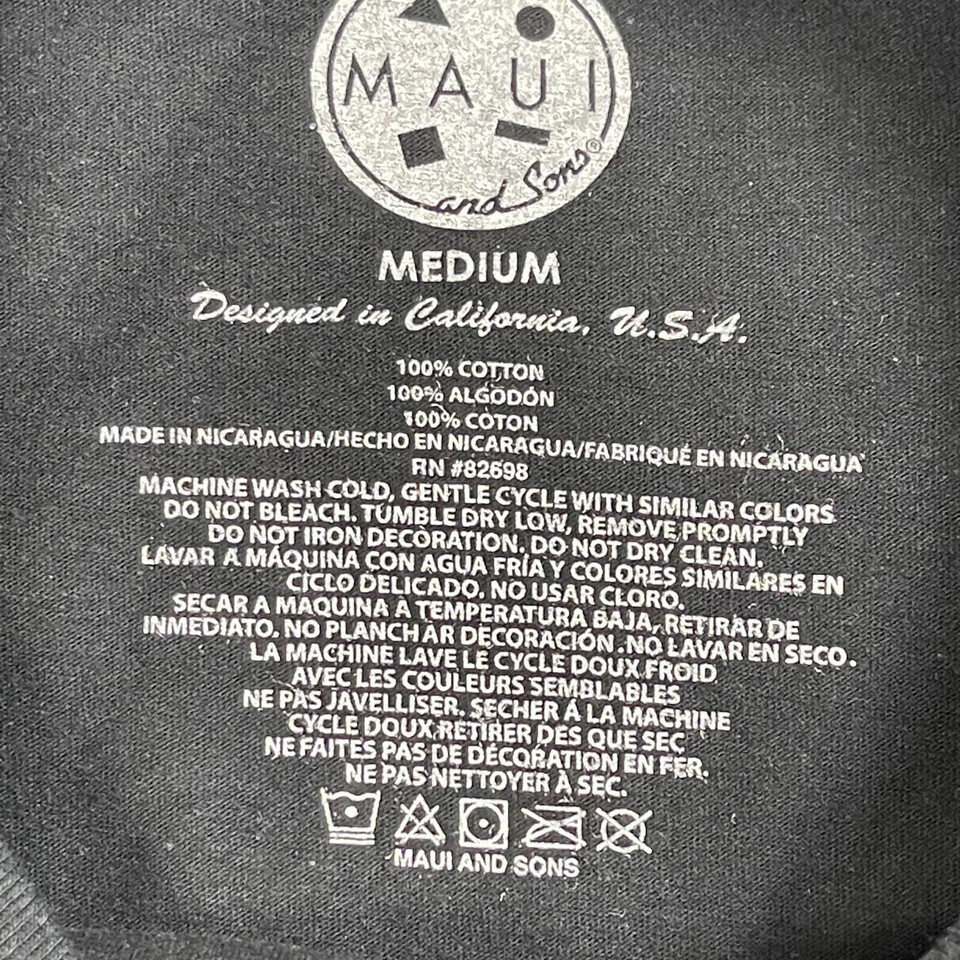 MAUI
and Sons®
MEDIUM
Designed in California, U.S.A.
100% COTTON
100% ALGODÓN
100% COTON
MADE IN NICARAGUA/HECHO EN NICARAGUA/FABRIQUÉ EN NICARAGUA
RN #82698
MACHINE WASH COLD, GENTLE CYCLE WITH SIMILAR COLORS
DO NOT BLEACH. TUMBLE DRY LOW, REMOVE PROMPTLY
DO NOT IRON DECORATION. DO NOT DRY CLEAN.
LAVAR A MÁQUINA CON AGUA FRÍA Y COLORES SIMILARES EN
CICLO DELICADO. NO USAR CLORO.
SECAR A MAQUINA A TEMPERATURA BAJA, RETIRAR DE
INMEDIATO. NO PLANCHAR DECORACIÓN .NO LAVAR EN SECO.
LA MACHINE LAVE LE CYCLE DOUX FROID
AVEC LES COULEURS SEMBLABLES
NE PAS JAVELLISER. SECHER Á LA MACHINE
CYCLE DOUX RETIRER DES QUE SEC
NE FAITES PAS DE DÉCORATION EN FER.
NE PAS NETTOYER À SEC.
MAUI AND SONS